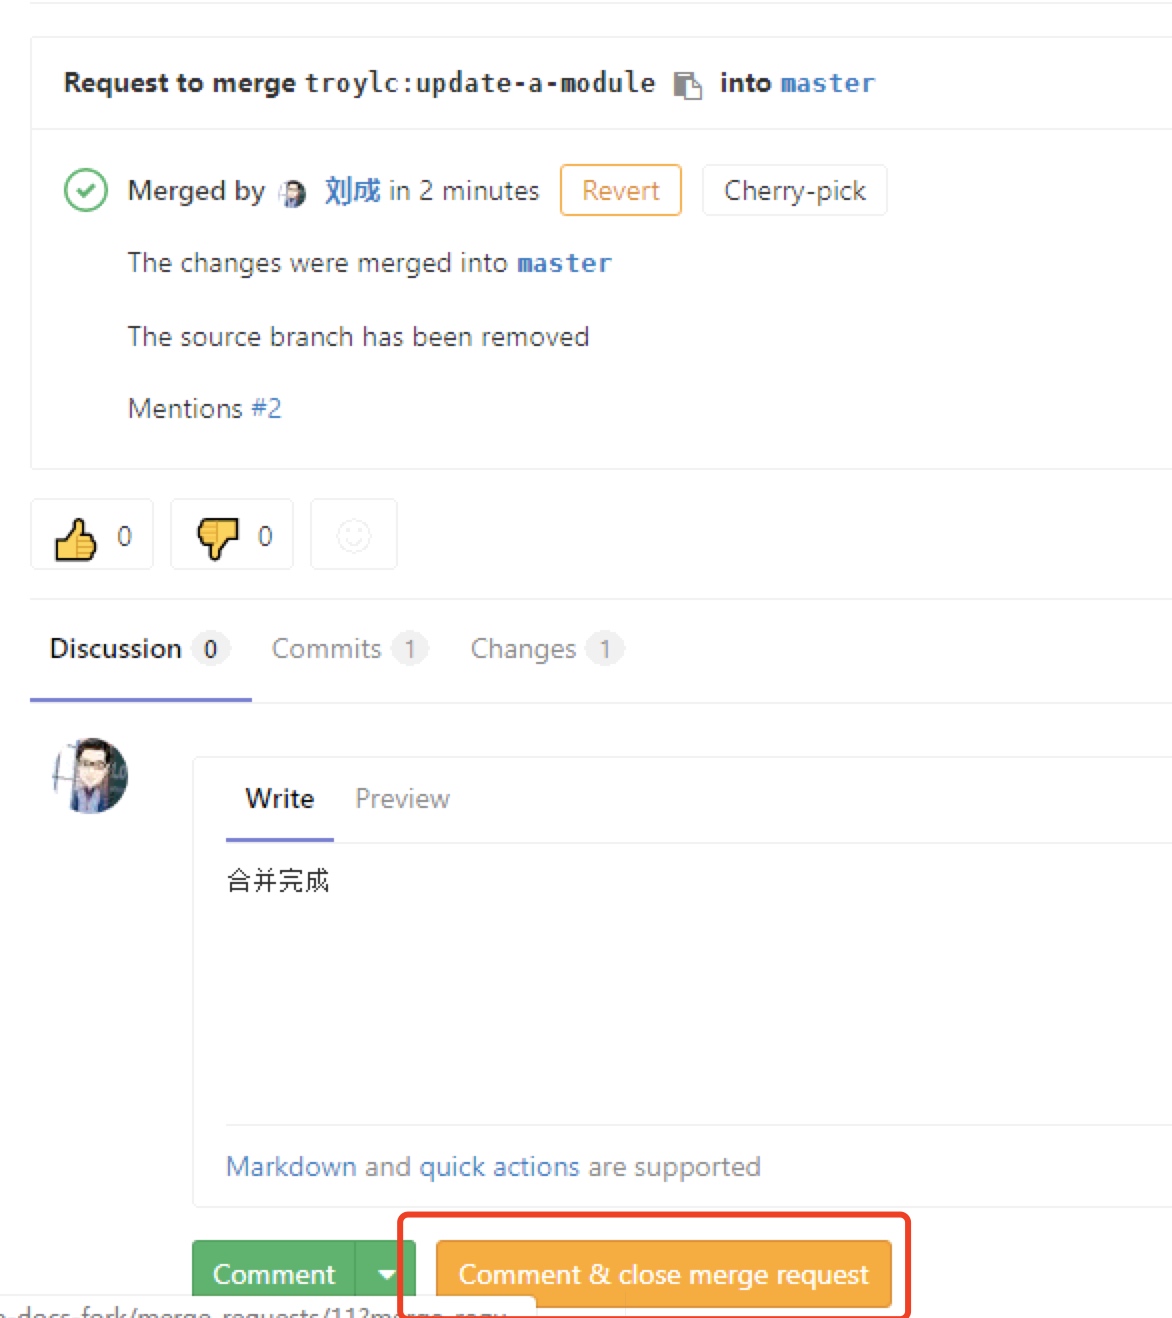 Request to merge troylc:update-a-module into master
Merged by 刘成 in 2 minutes Revert Cherry-pick
The changes were merged into master
The source branch has been removed
Mentions #2
0 0
Discussion 0 Commits 1 Changes 1
Write Preview
合并完成
Markdown and quick actions are supported
Comment Comment & close merge request
docs-fork/merge_requests/11?merge_requ